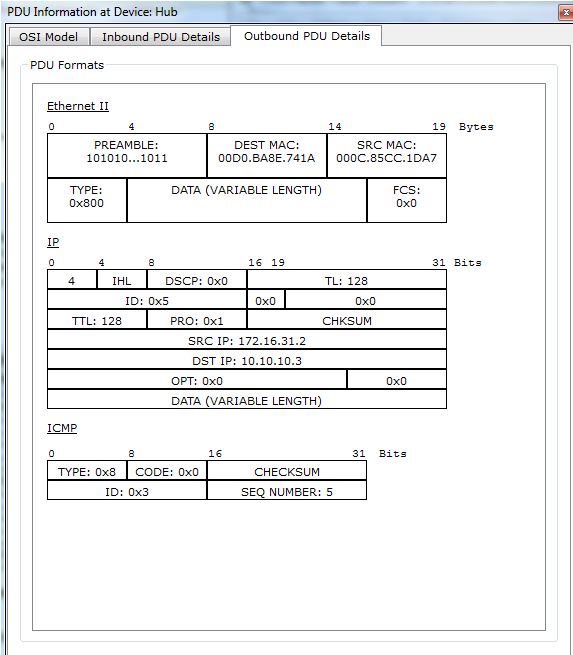 PDU Information at Device: Hub
OSI Model Inbound PDU Details Outbound PDU Details
PDU Formats
Ethernet II
0 4 8 14 19 Bytes
PREAMBLE: DEST MAC: SRC MAC:
101010...1011 00D0.BA8E.741A 000C.85CC.1DA7
TYPE: DATA (VARIABLE LENGTH) FCS:
0x800 0x0
IP
0 4 8 16 19 31 Bits
4 IHL DSCP: 0x0 TL: 128
ID: 0x5 0x0 0x0
TTL: 128 PRO: 0x1 CHKSUM
SRC IP: 172.16.31.2
DST IP: 10.10.10.3
OPT: 0x0 0x0
DATA (VARIABLE LENGTH)
ICMP
0 8 16 31 Bits
TYPE: 0x8 CODE: 0x0 CHECKSUM
ID: 0x3 SEQ NUMBER: 5